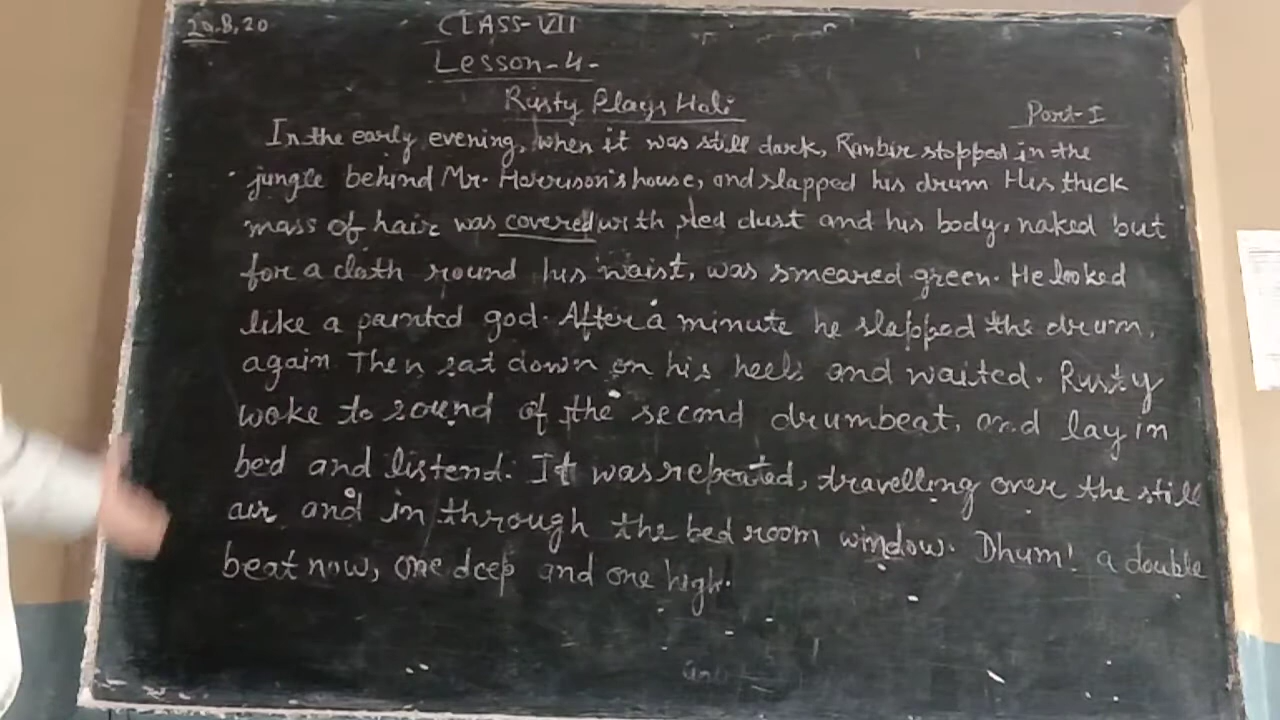 29.8.20
CLASS-VII
Lesson-4-
Rusty Plays Holi
Part-I
In the early evening, when it was still dark, Ranbir stopped in the
jungle behind Mr. Harrison's house, and slapped his drum His thick
mass of hair was covered with red dust and his body, naked but
for a cloth round his waist, was smeared green. He looked
like a painted god. After a minute he slapped the drum,
again Then sat down on his heels and waited. Rusty
woke to sound of the second drumbeat, and lay in
bed and listend. It was repeated, travelling over the still
air and in through the bed room window. Dhum! a double
beat now, one deep and one high.